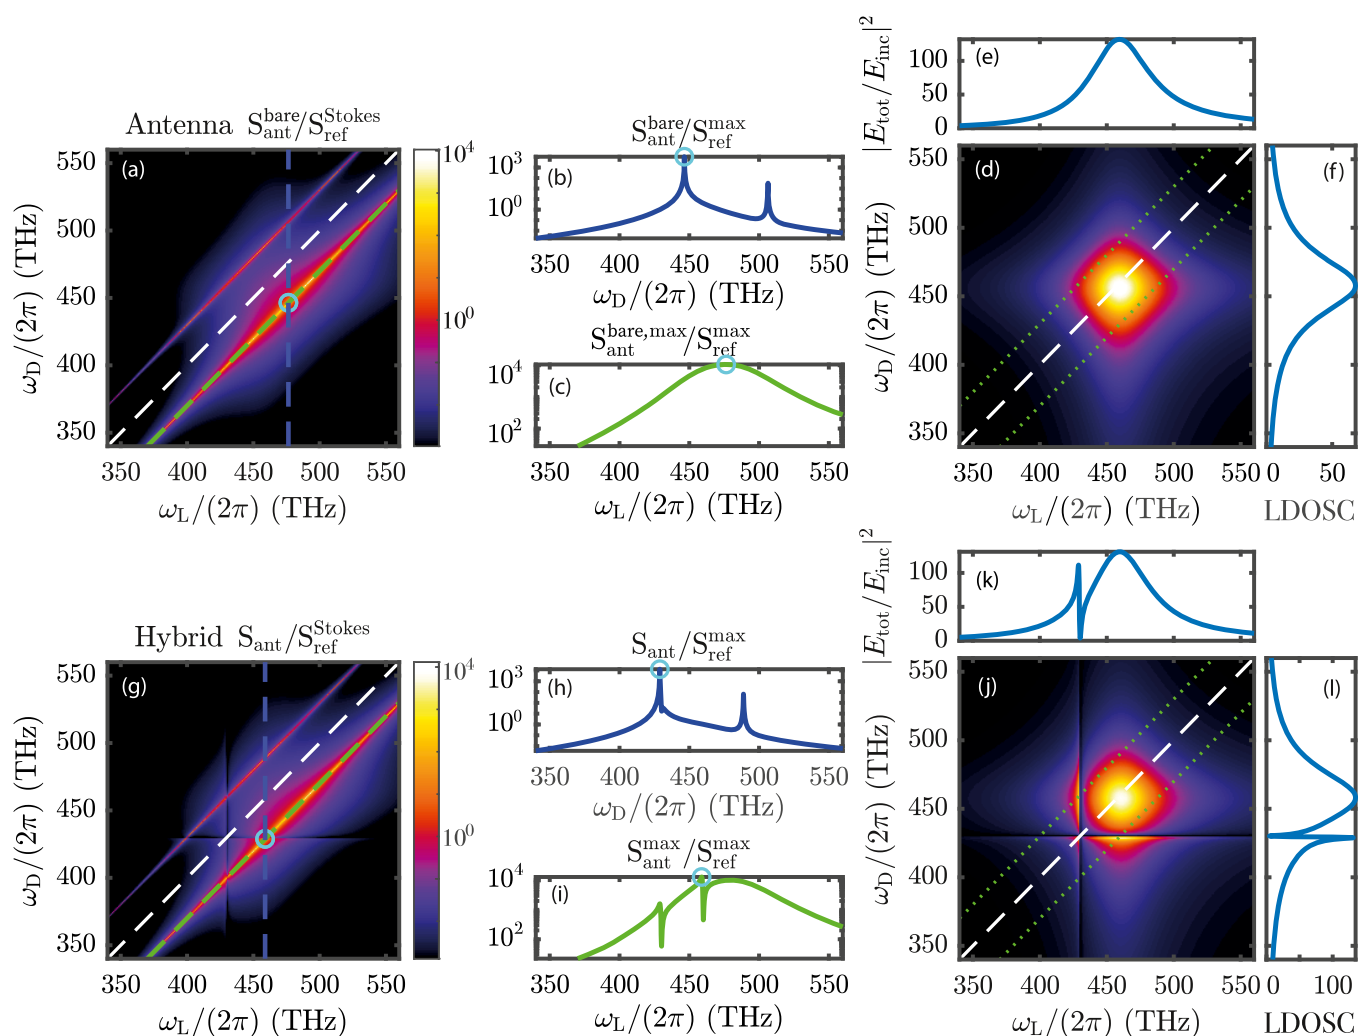 Antenna S_ant^bare/S_ref^Stokes
(a)
10^4
10^0
550
500
450
400
350
ω_D/(2π) (THz)
350 400 450 500 550
ω_L/(2π) (THz)
S_ant^bare/S_ref^max
(b)
10^3
10^0
350 400 450 500 550
ω_D/(2π) (THz)
S_ant^bare,max/S_ref^max
(c)
10^4
10^2
350 400 450 500 550
ω_L/(2π) (THz)
|E_tot/E_inc|^2
(e)
100
50
0
(d)
550
500
450
400
350
ω_D/(2π) (THz)
350 400 450 500 550
ω_L/(2π) (THz)
(f)
0 50
LDOSC
Hybrid S_ant/S_ref^Stokes
(g)
10^4
10^0
550
500
450
400
350
ω_D/(2π) (THz)
350 400 450 500 550
ω_L/(2π) (THz)
S_ant/S_ref^max
(h)
10^3
10^0
350 400 450 500 550
ω_D/(2π) (THz)
S_ant^max/S_ref^max
(i)
10^4
10^2
350 400 450 500 550
ω_L/(2π) (THz)
|E_tot/E_inc|^2
(k)
100
50
0
(j)
550
500
450
400
350
ω_D/(2π) (THz)
350 400 450 500 550
ω_L/(2π) (THz)
(l)
0 100
LDOSC